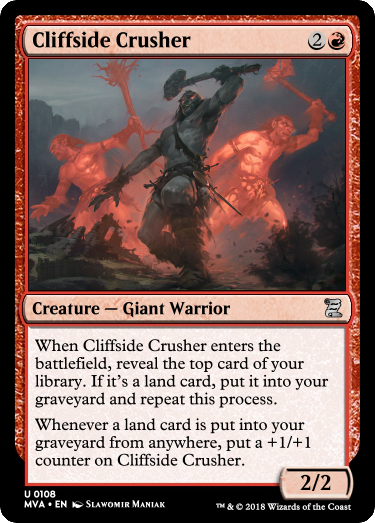 Cliffside Crusher 2
Creature — Giant Warrior
When Cliffside Crusher enters the
battlefield, reveal the top card of your
library. If it's a land card, put it into your
graveyard and repeat this process.
Whenever a land card is put into your
graveyard from anywhere, put a +1/+1
counter on Cliffside Crusher.
2/2
U 0108
MVA • EN Slawomir Maniak
™ & © 2018 Wizards of the Coast